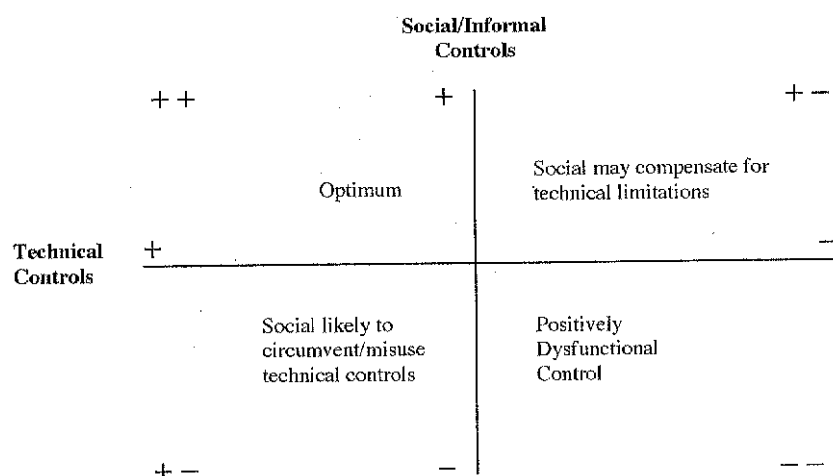 Social/Informal
Controls
+ + + + −
Optimum
Social may compensate for
technical limitations
Technical
Controls
+ −
Social likely to
circumvent/misuse
technical controls
Positively
Dysfunctional
Control
+ − − − −